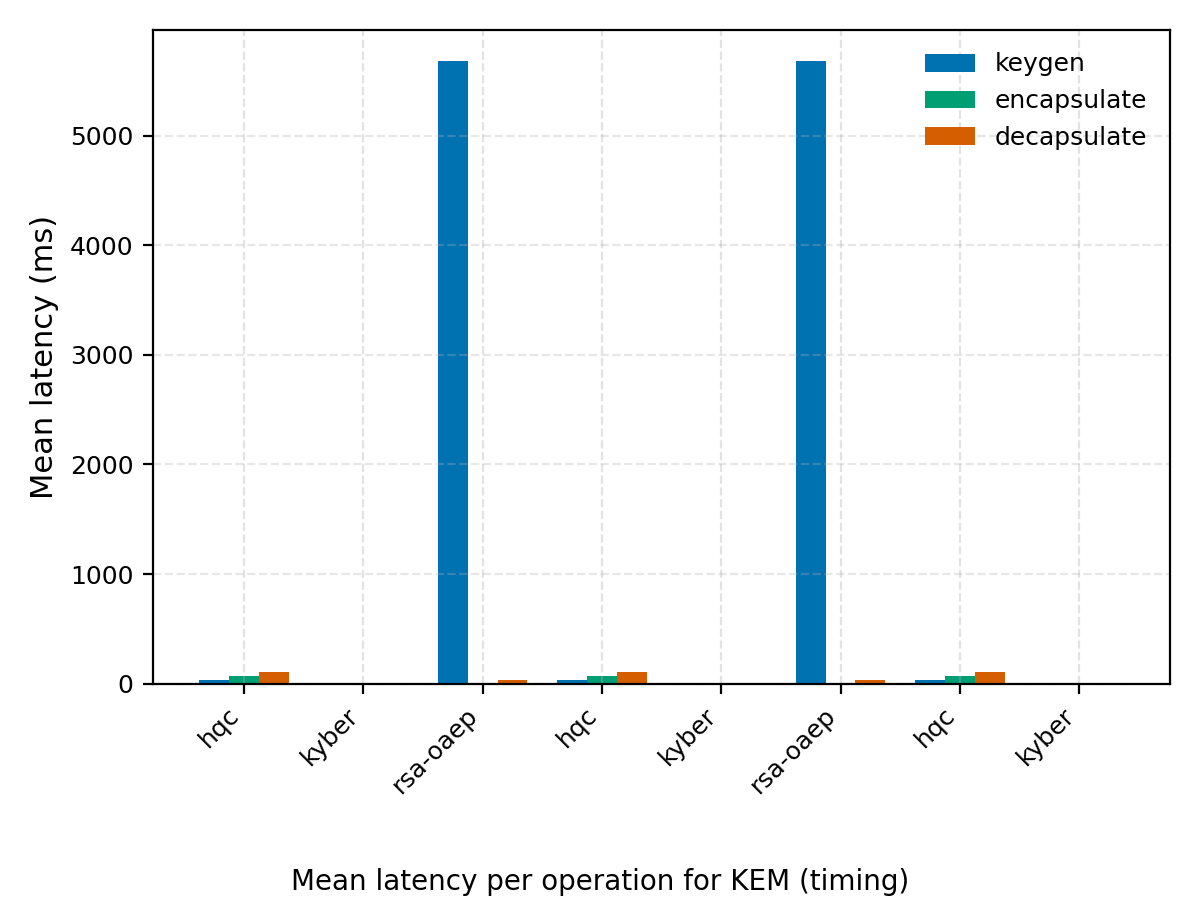 keygen
encapsulate
decapsulate
Mean latency (ms)
5000
4000
3000
2000
1000
0
hqc
kyber
rsa-oaep
hqc
kyber
rsa-oaep
hqc
kyber
Mean latency per operation for KEM (timing)